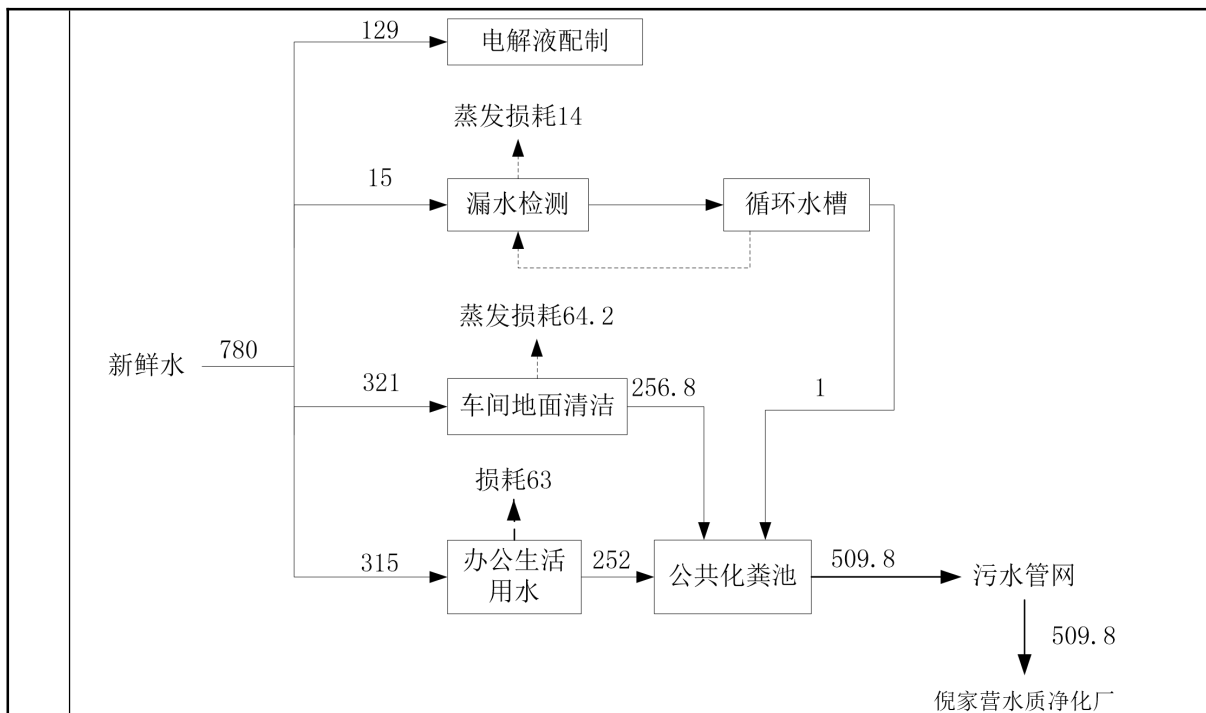 129
电解液配制
蒸发损耗14
15
漏水检测
循环水槽
蒸发损耗64.2
新鲜水
780
321
车间地面清洁
256.8
1
损耗63
315
办公生活
用水
252
公共化粪池
509.8
污水管网
509.8
倪家营水质净化厂